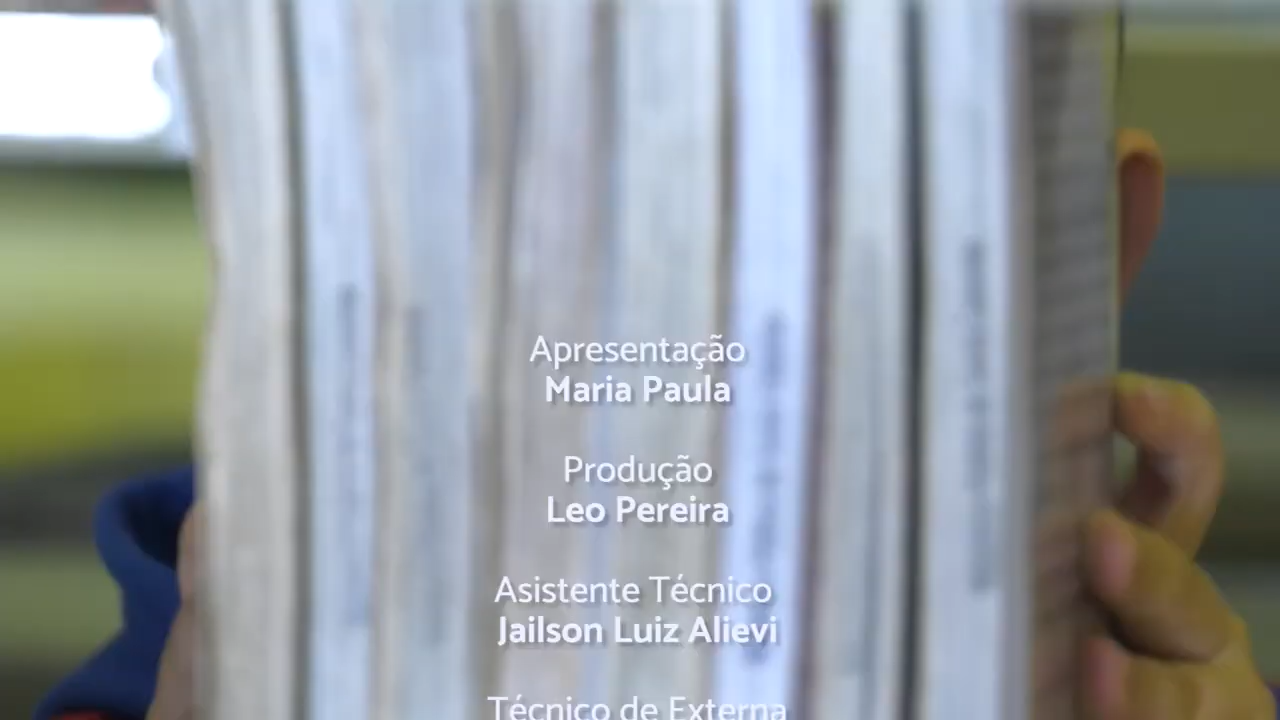 Apresentação
Maria Paula
Produção
Leo Pereira
Asistente Técnico
Jailson Luiz Alievi
Técnico de Externa